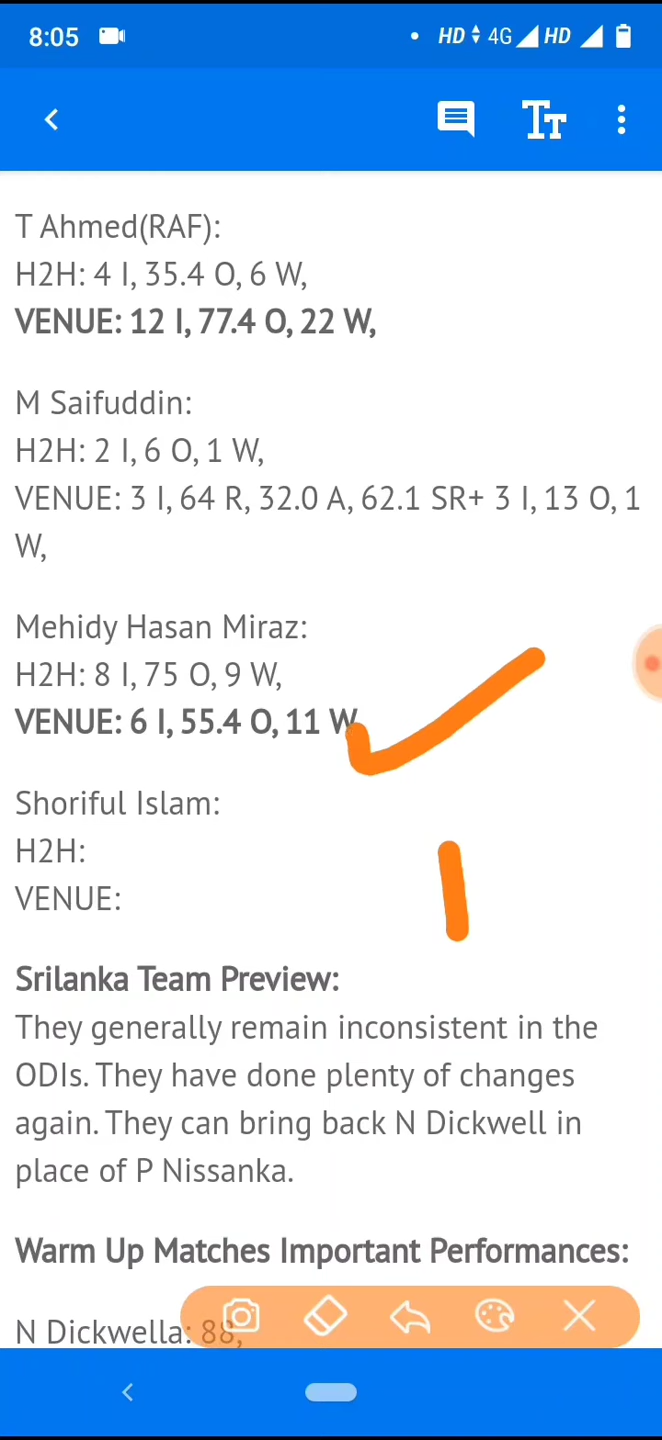 8:05 HD 4G HD
T Ahmed(RAF):
H2H: 4 I, 35.4 O, 6 W,
VENUE: 12 I, 77.4 O, 22 W,
M Saifuddin:
H2H: 2 I, 6 O, 1 W,
VENUE: 3 I, 64 R, 32.0 A, 62.1 SR+ 3 I, 13 O, 1
W,
Mehidy Hasan Miraz:
H2H: 8 I, 75 O, 9 W,
VENUE: 6 I, 55.4 O, 11 W
Shoriful Islam:
H2H:
VENUE:
Srilanka Team Preview:
They generally remain inconsistent in the
ODIs. They have done plenty of changes
again. They can bring back N Dickwell in
place of P Nissanka.
Warm Up Matches Important Performances:
N Dickwella: 88,